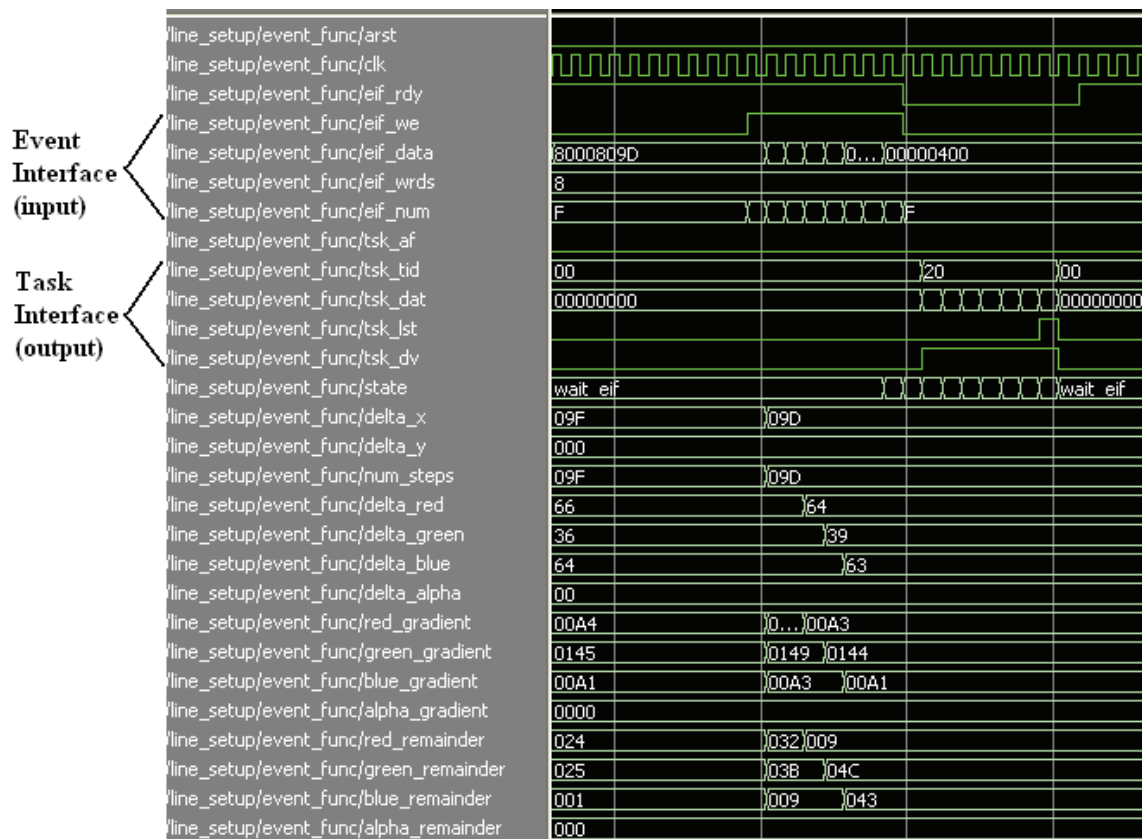 Event
Interface
(input)
Task
Interface
(output)
/line_setup/event_func/arst
/line_setup/event_func/clk
/line_setup/event_func/eif_rdy
/line_setup/event_func/eif_we
/line_setup/event_func/eif_data 8000809D 0... 00000400
/line_setup/event_func/eif_wrds 8
/line_setup/event_func/eif_num F F
/line_setup/event_func/tsk_af
/line_setup/event_func/tsk_tid 00 20 00
/line_setup/event_func/tsk_dat 00000000 00000000
/line_setup/event_func/tsk_lst
/line_setup/event_func/tsk_dv
/line_setup/event_func/state wait_eif wait_eif
/line_setup/event_func/delta_x 09F 09D
/line_setup/event_func/delta_y 000
/line_setup/event_func/num_steps 09F 09D
/line_setup/event_func/delta_red 66 64
/line_setup/event_func/delta_green 36 39
/line_setup/event_func/delta_blue 64 63
/line_setup/event_func/delta_alpha 00
/line_setup/event_func/red_gradient 00A4 0... 00A3
/line_setup/event_func/green_gradient 0145 0149 0144
/line_setup/event_func/blue_gradient 00A1 00A3 00A1
/line_setup/event_func/alpha_gradient 0000
/line_setup/event_func/red_remainder 024 032 009
/line_setup/event_func/green_remainder 025 03B 04C
/line_setup/event_func/blue_remainder 001 009 043
/line_setup/event_func/alpha_remainder 000